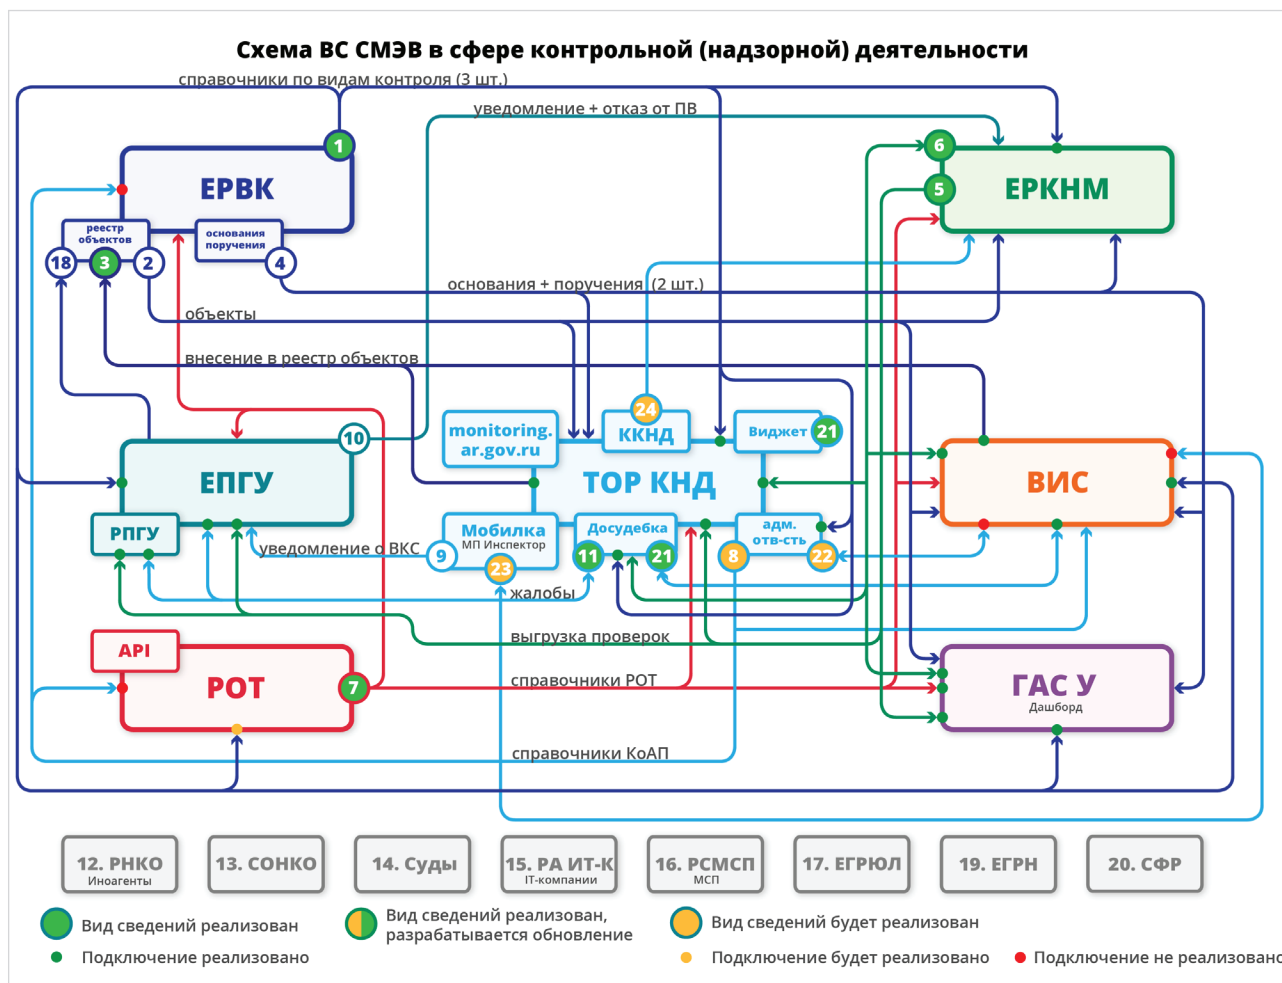 Схема ВС СМЭВ в сфере контрольной (надзорной) деятельности
справочники по видам контроля (3 шт.)
уведомление + отказ от ПВ
1
6
ЕРВК
5
ЕРКНМ
реестр
объектов
основания
поручения
18
3
2
4
основания + поручения (2 шт.)
объекты
внесение в реестр объектов
10
ЕПГУ
РПГУ
monitoring.
ar.gov.ru
24
ККНД
Виджет
21
ТОР КНД
Мобилка
МП Инспектор
Досудебка
адм.
отв-сть
9
23
11
21
8
22
ВИС
уведомление о ВКС
жалобы
выгрузка проверок
API
РОТ
7
справочники РОТ
ГАС У
Дашборд
справочники КоАП
12. РНКО
Иноагенты
13. СОНКО
14. Суды
15. РА ИТ-К
IT-компании
16. РСМСП
МСП
17. ЕГРЮЛ
19. ЕГРН
20. СФР
Вид сведений реализован
Вид сведений реализован,
разрабатывается обновление
Вид сведений будет реализован
Подключение реализовано
Подключение будет реализовано
Подключение не реализовано